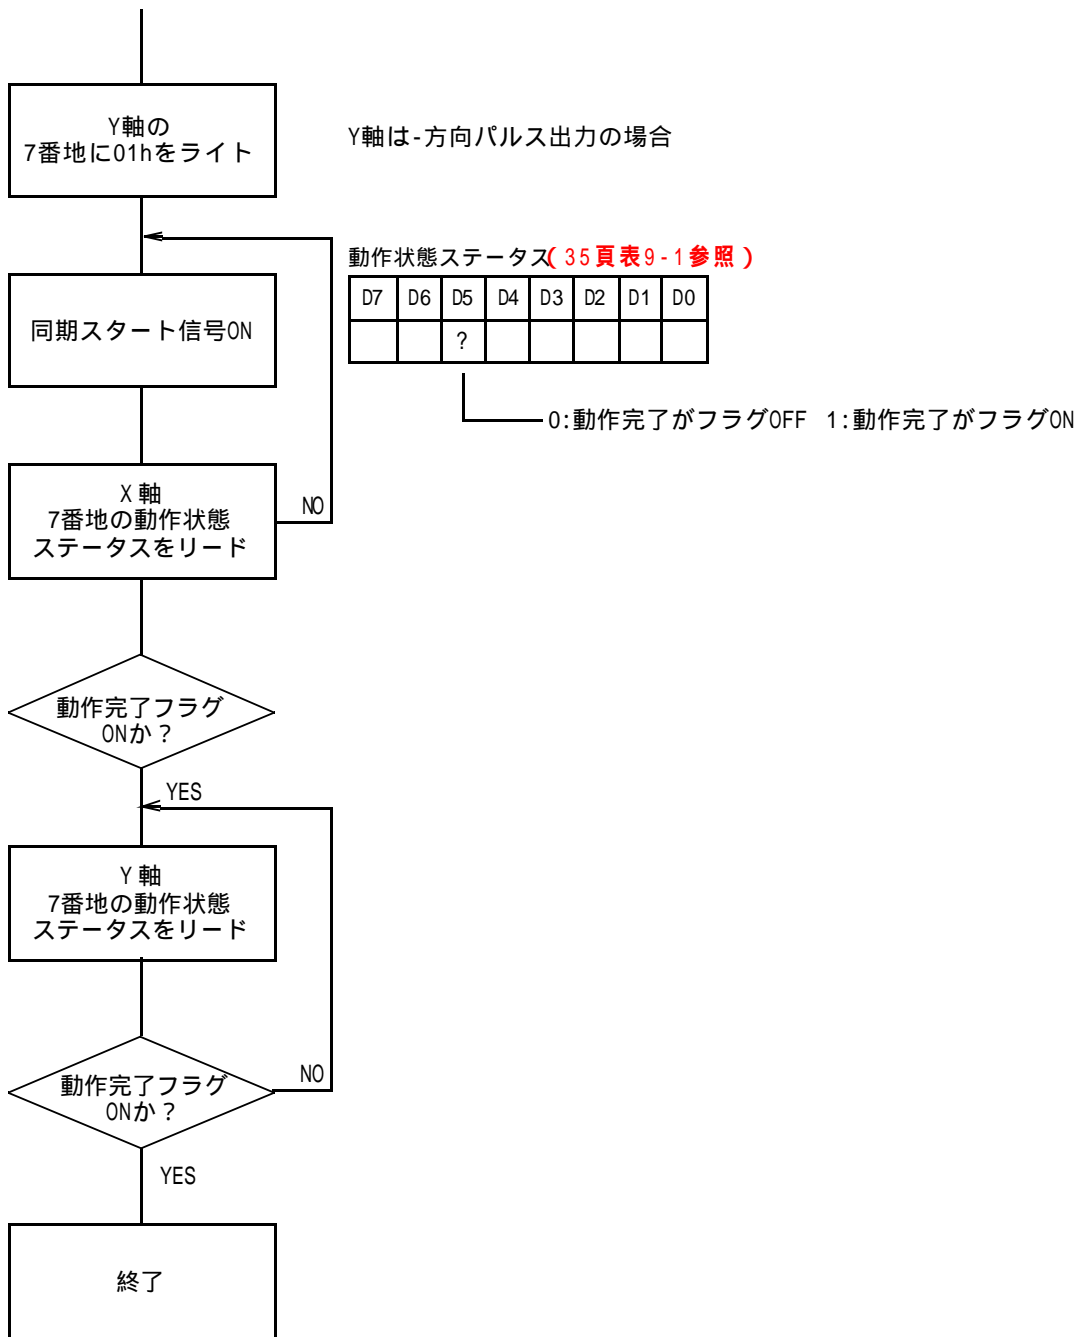 Y軸の
7番地に01hをライト
Y軸は-方向パルス出力の場合
動作状態ステータス(35頁表9-1参照)
D7 D6 D5 D4 D3 D2 D1 D0
?
0:動作完了がフラグOFF 1:動作完了がフラグON
同期スタート信号ON
X軸
7番地の動作状態
ステータスをリード
NO
動作完了フラグ
ONか?
YES
Y軸
7番地の動作状態
ステータスをリード
動作完了フラグ
ONか?
NO
YES
終了